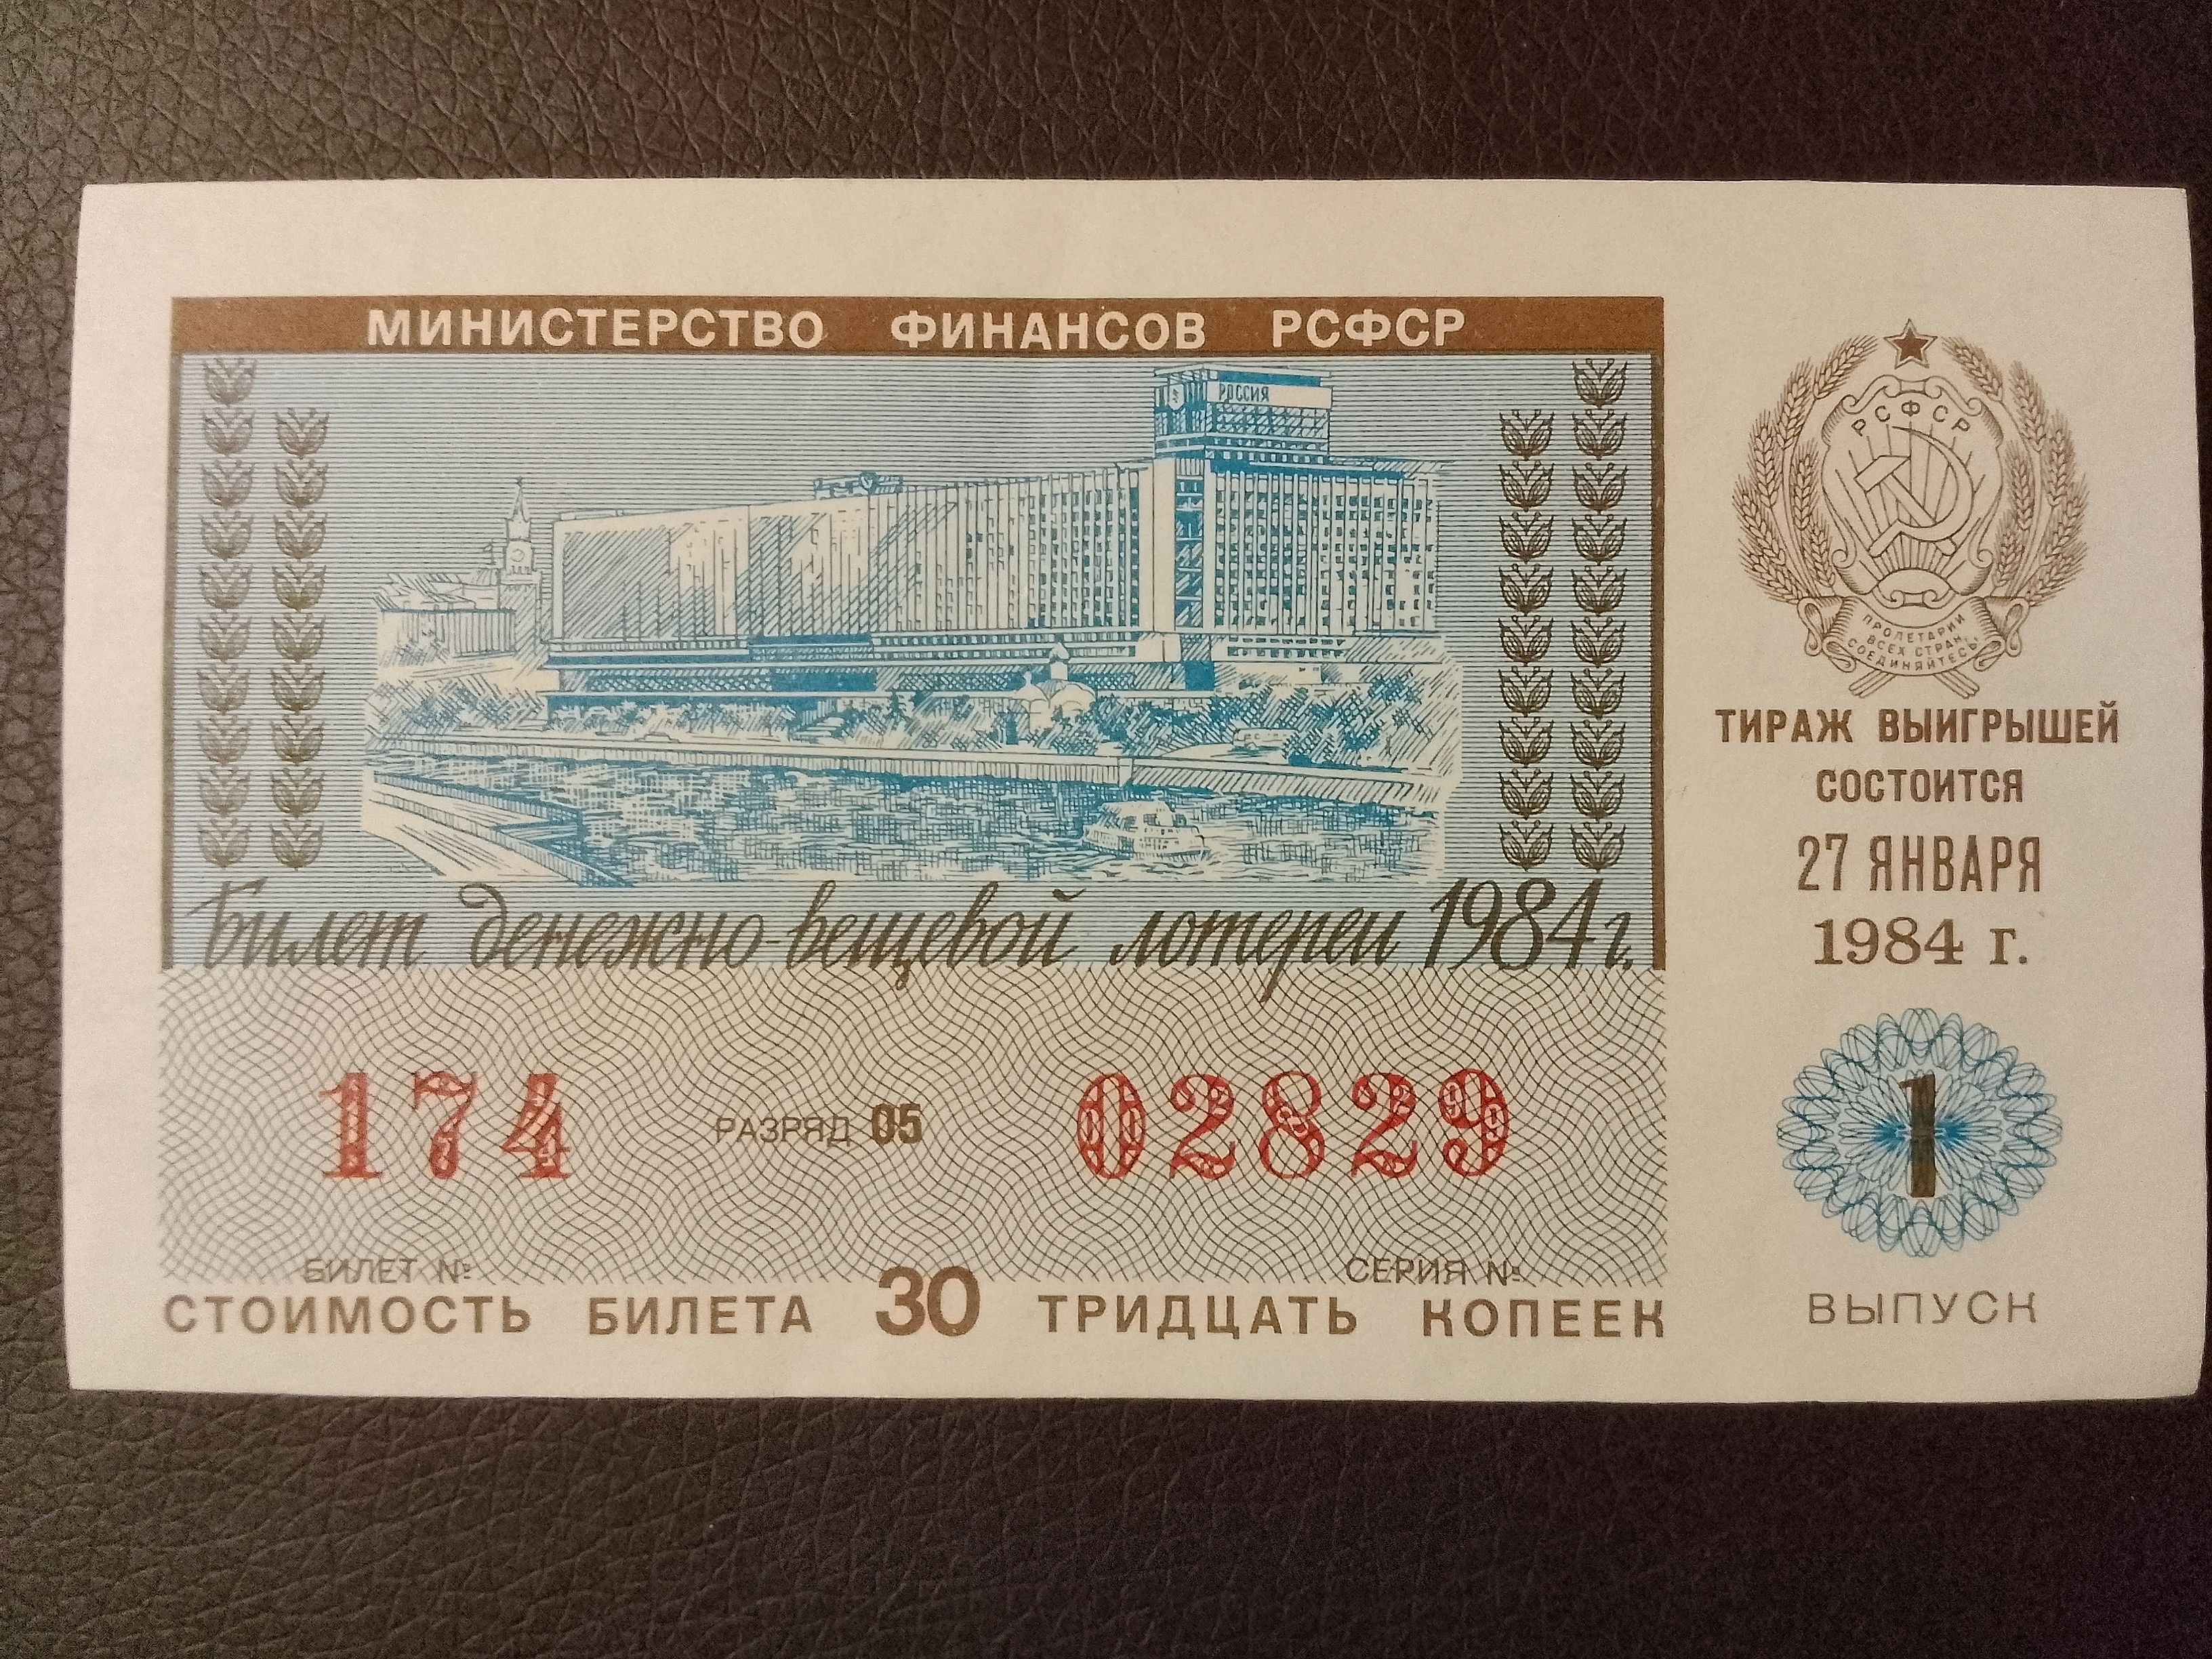 МИНИСТЕРСТВО ФИНАНСОВ РСФСР
РОССИЯ
Билет денежно-вещевой лотереи 1984 г.
174 РАЗРЯД 05 02829
БИЛЕТ № СЕРИЯ №
СТОИМОСТЬ БИЛЕТА 30 ТРИДЦАТЬ КОПЕЕК
РСФСР
ПРОЛЕТАРИИ
ВСЕХ СТРАН,
СОЕДИНЯЙТЕСЬ!
ТИРАЖ ВЫИГРЫШЕЙ
СОСТОИТСЯ
27 ЯНВАРЯ
1984 г.
1
ВЫПУСК